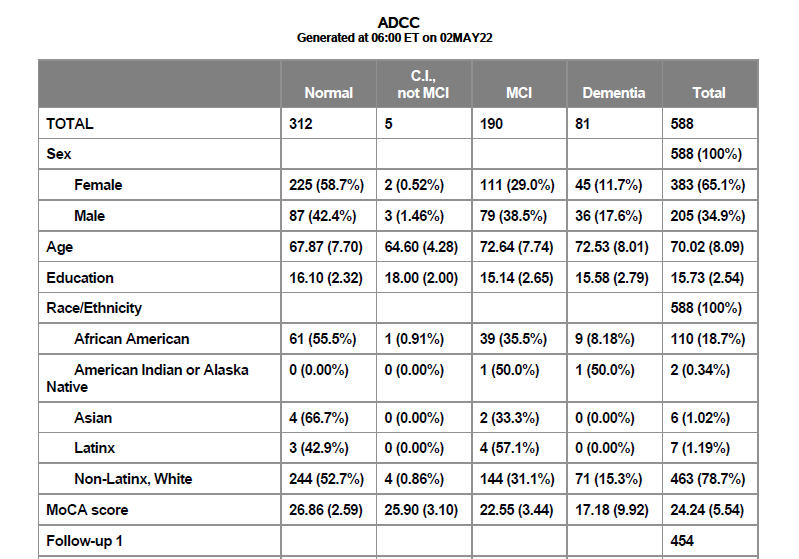 ADCC
Generated at 06:00 ET on 02MAY22
Normal C.I., not MCI MCI Dementia Total
TOTAL 312 5 190 81 588
Sex 588 (100%)
Female 225 (58.7%) 2 (0.52%) 111 (29.0%) 45 (11.7%) 383 (65.1%)
Male 87 (42.4%) 3 (1.46%) 79 (38.5%) 36 (17.6%) 205 (34.9%)
Age 67.87 (7.70) 64.60 (4.28) 72.64 (7.74) 72.53 (8.01) 70.02 (8.09)
Education 16.10 (2.32) 18.00 (2.00) 15.14 (2.65) 15.58 (2.79) 15.73 (2.54)
Race/Ethnicity 588 (100%)
African American 61 (55.5%) 1 (0.91%) 39 (35.5%) 9 (8.18%) 110 (18.7%)
American Indian or Alaska Native 0 (0.00%) 0 (0.00%) 1 (50.0%) 1 (50.0%) 2 (0.34%)
Asian 4 (66.7%) 0 (0.00%) 2 (33.3%) 0 (0.00%) 6 (1.02%)
Latinx 3 (42.9%) 0 (0.00%) 4 (57.1%) 0 (0.00%) 7 (1.19%)
Non-Latinx, White 244 (52.7%) 4 (0.86%) 144 (31.1%) 71 (15.3%) 463 (78.7%)
MoCA score 26.86 (2.59) 25.90 (3.10) 22.55 (3.44) 17.18 (9.92) 24.24 (5.54)
Follow-up 1 454